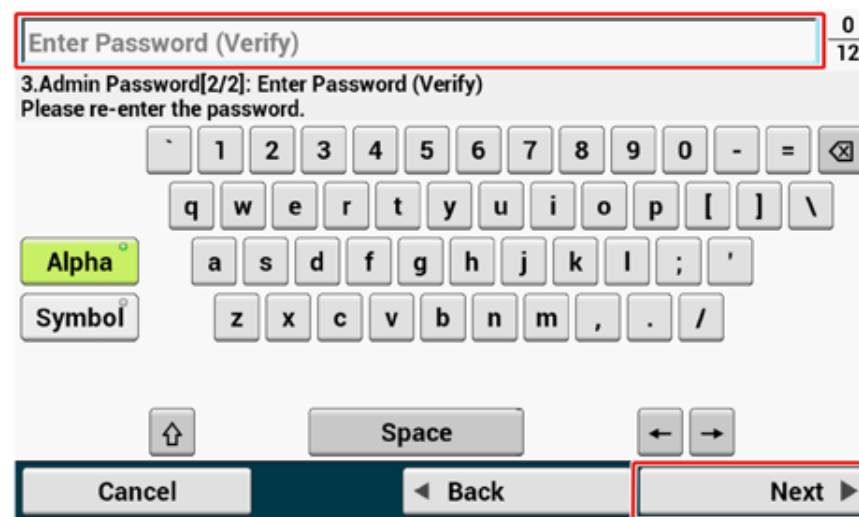 Enter Password (Verify)
0
12
3.Admin Password[2/2]: Enter Password (Verify)
Please re-enter the password.
` 1 2 3 4 5 6 7 8 9 0 - =
q w e r t y u i o p [ ] \
Alpha a s d f g h j k l ; '
Symbol z x c v b n m , . /
Space
Cancel Back Next